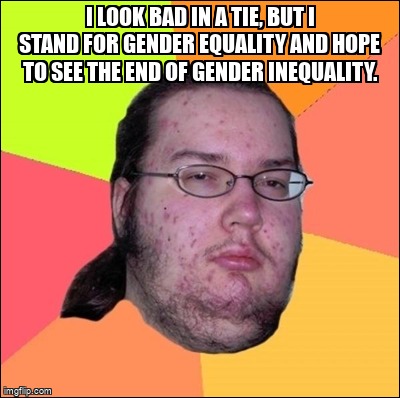 I LOOK BAD IN A TIE, BUT I
STAND FOR GENDER EQUALITY AND HOPE
TO SEE THE END OF GENDER INEQUALITY.
imgflip.com